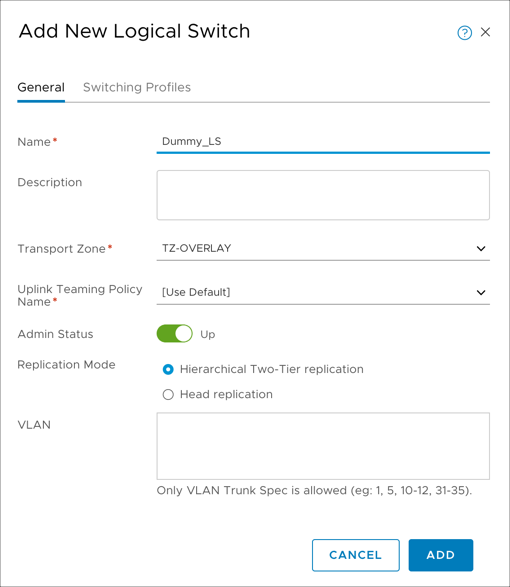 Add New Logical Switch
?
General Switching Profiles
Name*
Dummy_LS
Description
Transport Zone*
TZ-OVERLAY
Uplink Teaming Policy
Name*
[Use Default]
Admin Status
Up
Replication Mode
Hierarchical Two-Tier replication
Head replication
VLAN
Only VLAN Trunk Spec is allowed (eg: 1, 5, 10-12, 31-35).
CANCEL ADD